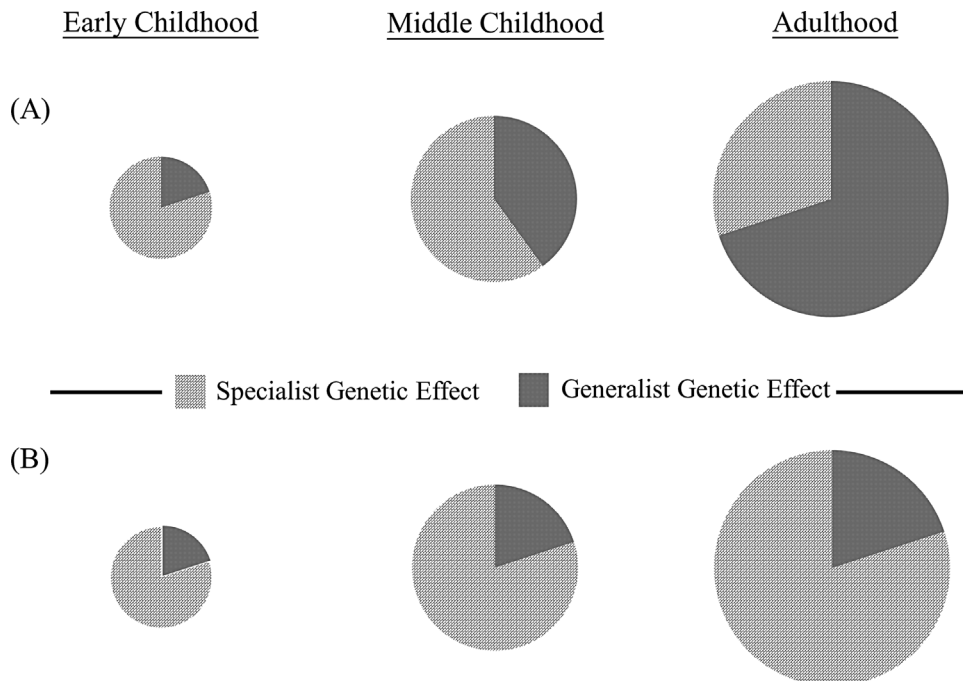 Early Childhood Middle Childhood Adulthood
(A)
Specialist Genetic Effect Generalist Genetic Effect
(B)